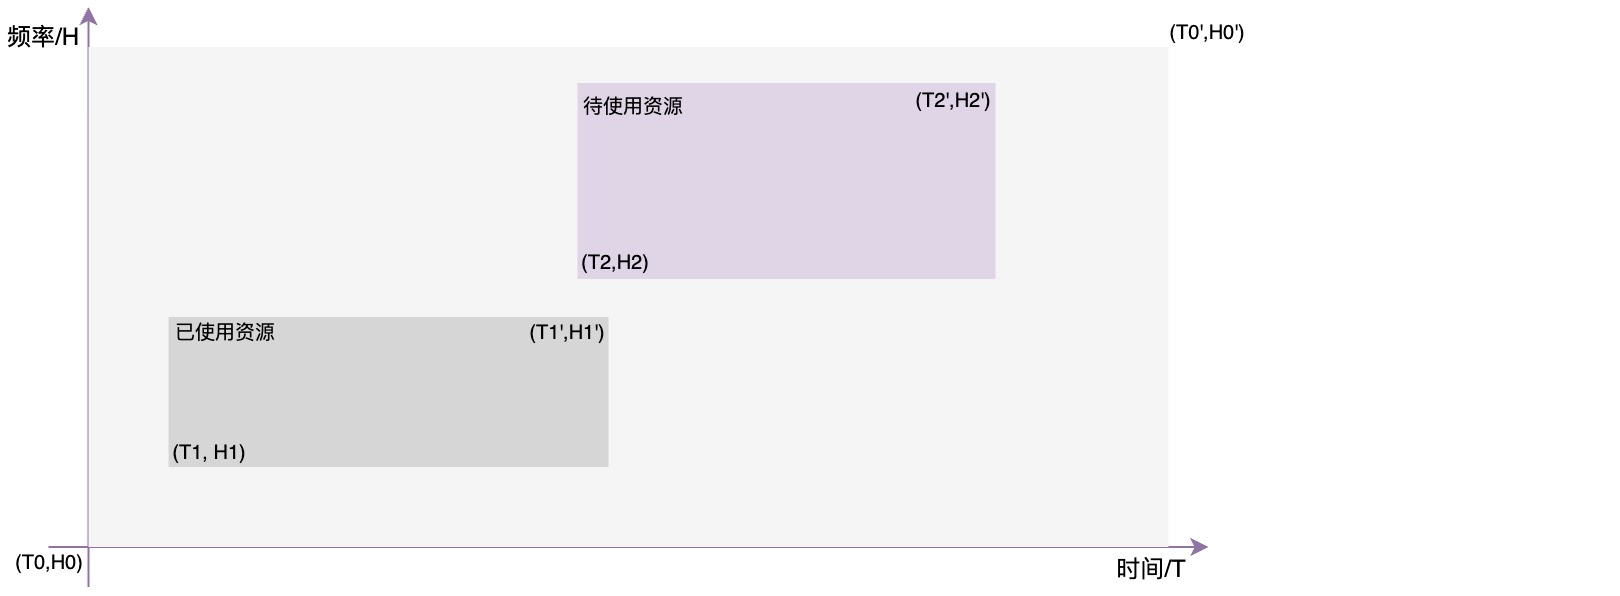 频率/H
(T0',H0')
待使用资源
(T2',H2')
(T2,H2)
已使用资源
(T1',H1')
(T1, H1)
(T0,H0)
时间/T